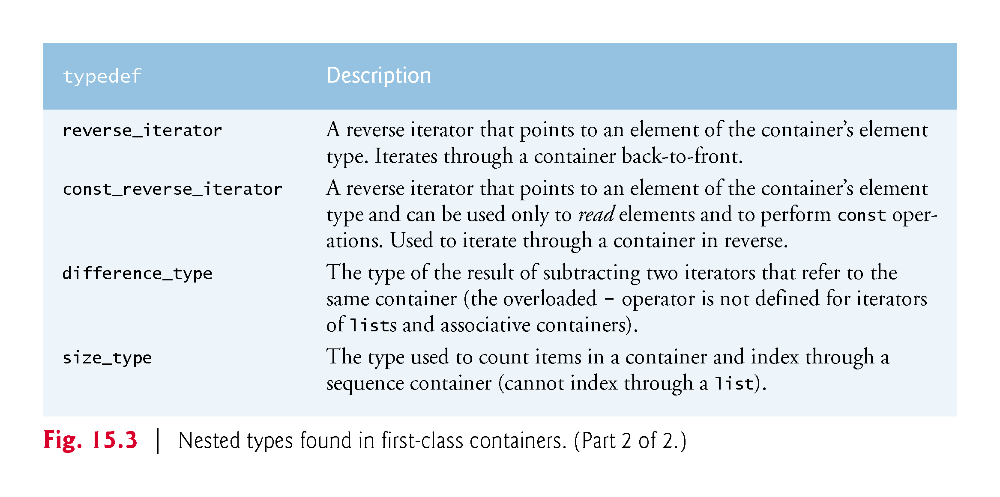 typedef Description
reverse_iterator A reverse iterator that points to an element of the container’s element
type. Iterates through a container back-to-front.
const_reverse_iterator A reverse iterator that points to an element of the container’s element
type and can be used only to read elements and to perform const oper-
ations. Used to iterate through a container in reverse.
difference_type The type of the result of subtracting two iterators that refer to the
same container (the overloaded - operator is not defined for iterators
of lists and associative containers).
size_type The type used to count items in a container and index through a
sequence container (cannot index through a list).
Fig. 15.3 | Nested types found in first-class containers. (Part 2 of 2.)